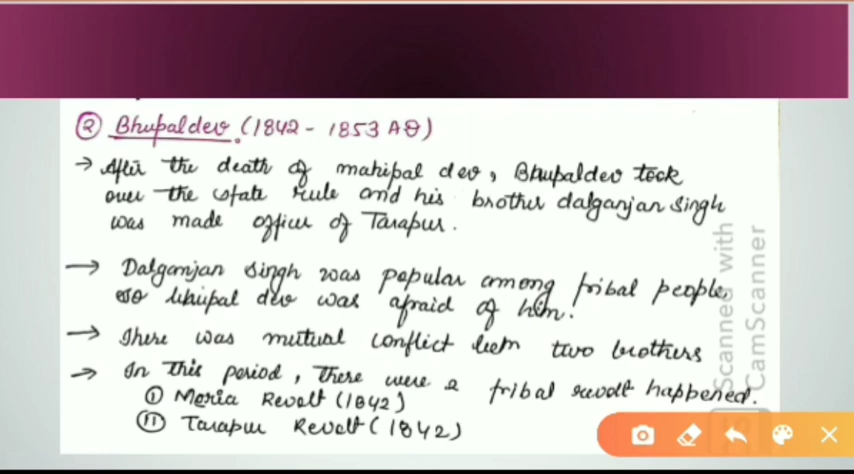 ② Bhupaldev (1842 - 1853 AD)
→ After the death of mahipal dev, Bhupaldev took
over the state rule and his brother dalganjan singh
was made officer of Tarapur.
→ Dalganjan singh was popular among tribal people,
so bhupal dev was afraid of him.
→ There was mutual conflict betn two brothers
→ In this period, there were 2 tribal revolt happened.
① Meria Revolt (1842)
⑪ Tarapur Revolt (1842)
Scanned with
CamScanner